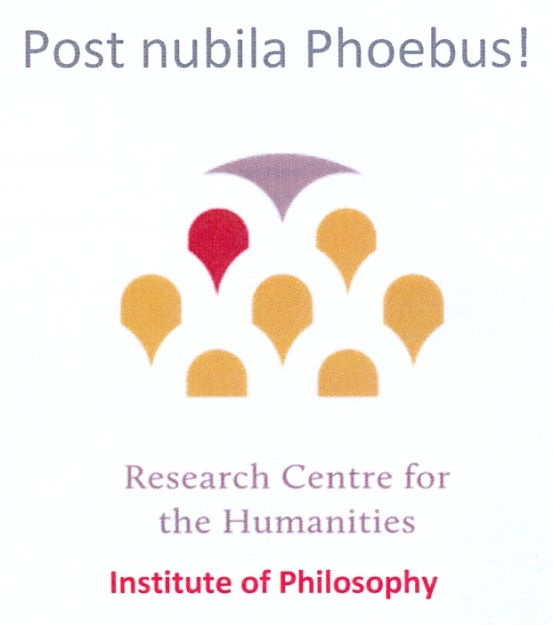 Post nubila Phoebus!
Research Centre for
the Humanities
Institute of Philosophy